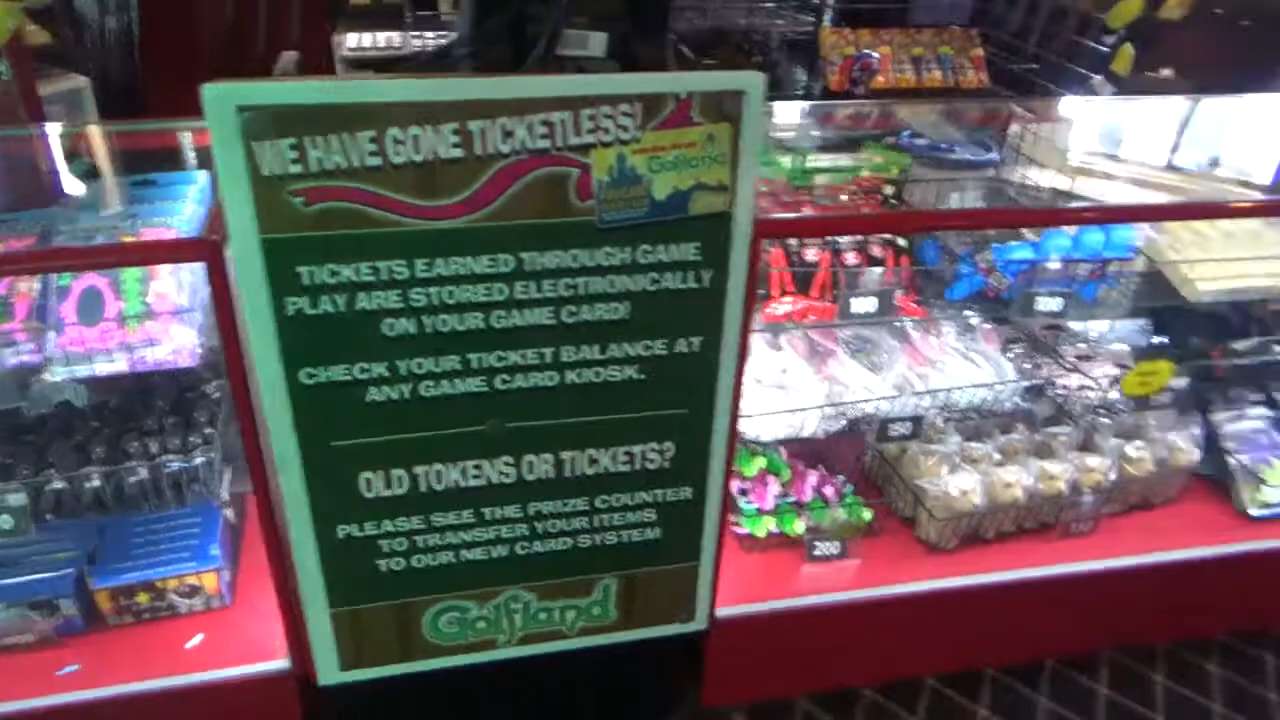 WE HAVE GONE TICKETLESS!
Golfland
TICKETS EARNED THROUGH GAME
PLAY ARE STORED ELECTRONICALLY
ON YOUR GAME CARD!
CHECK YOUR TICKET BALANCE AT
ANY GAME CARD KIOSK.
OLD TOKENS OR TICKETS?
PLEASE SEE THE PRIZE COUNTER
TO TRANSFER YOUR ITEMS
TO OUR NEW CARD SYSTEM
Golfland
200